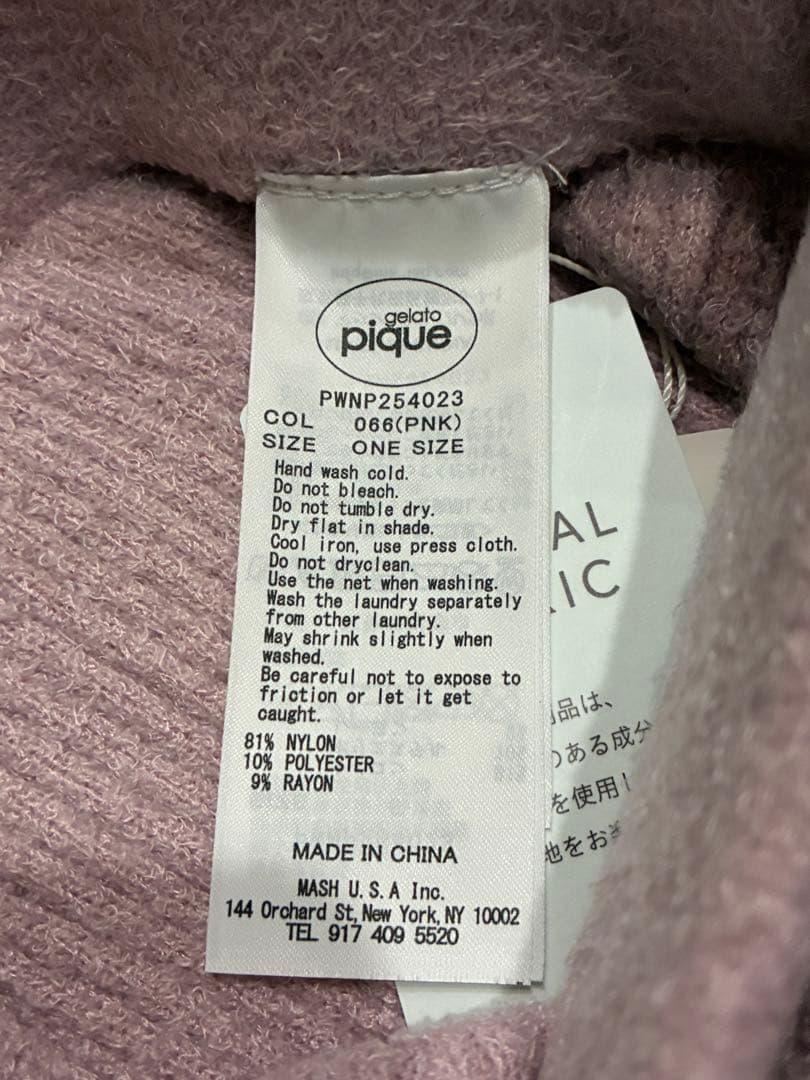 gelato
pique
PWNP254023
COL 066(PNK)
SIZE ONE SIZE
Hand wash cold.
Do not bleach.
Do not tumble dry.
Dry flat in shade.
Cool iron, use press cloth.
Do not dryclean.
Use the net when washing.
Wash the laundry separately
from other laundry.
May shrink slightly when
washed.
Be careful not to expose to
friction or let it get
caught.
81% NYLON
10% POLYESTER
9% RAYON
MADE IN CHINA
MASH U.S.A Inc.
144 Orchard St, New York, NY 10002
TEL 917 409 5520
AL
IC
品は、
のある成分
を使用し
地をお